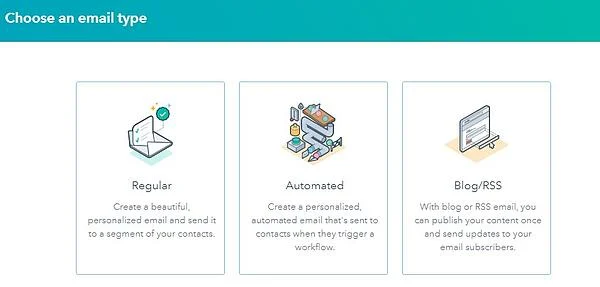 Choose an email type
Regular
Create a beautiful,
personalized email and send it
to a segment of your contacts.
Automated
Create a personalized,
automated email that's sent to
contacts when they trigger a
workflow.
Blog/RSS
With blog or RSS email, you
can publish your content once
and send updates to your
email subscribers.